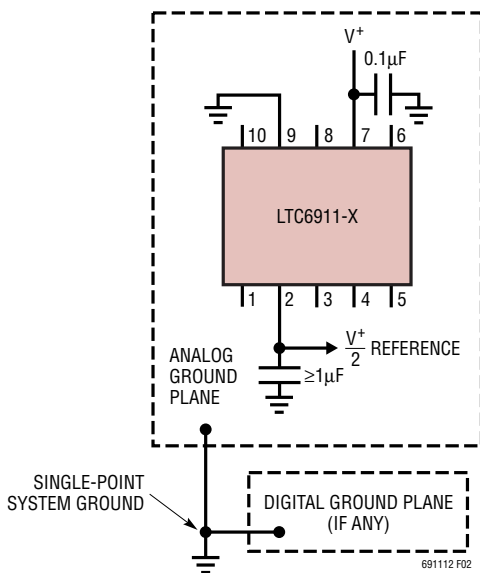 V+
0.1µF
10
9
8
7
6
LTC6911-X
1
2
3
4
5
V+
2
REFERENCE
≥1µF
ANALOG
GROUND
PLANE
SINGLE-POINT
SYSTEM GROUND
DIGITAL GROUND PLANE
(IF ANY)
691112 F02